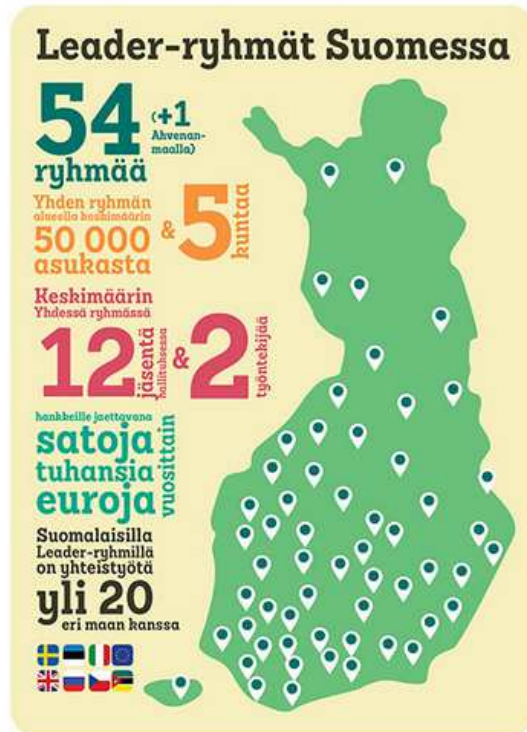 Leader-ryhmät Suomessa
54 (+1
Ahvenan-
maalla)
ryhmää
Yhden ryhmän
alueella keskimäärin
50 000
asukasta
& 5 kuntaa
Keskimäärin
Yhdessä ryhmässä
12 jäsentä
hallituksessa
& 2 työntekijää
hankkeille jaettavana
satoja
tuhansia
euroja
vuosittain
Suomalaisilla
Leader-ryhmillä
on yhteistyötä
yli 20
eri maan kanssa